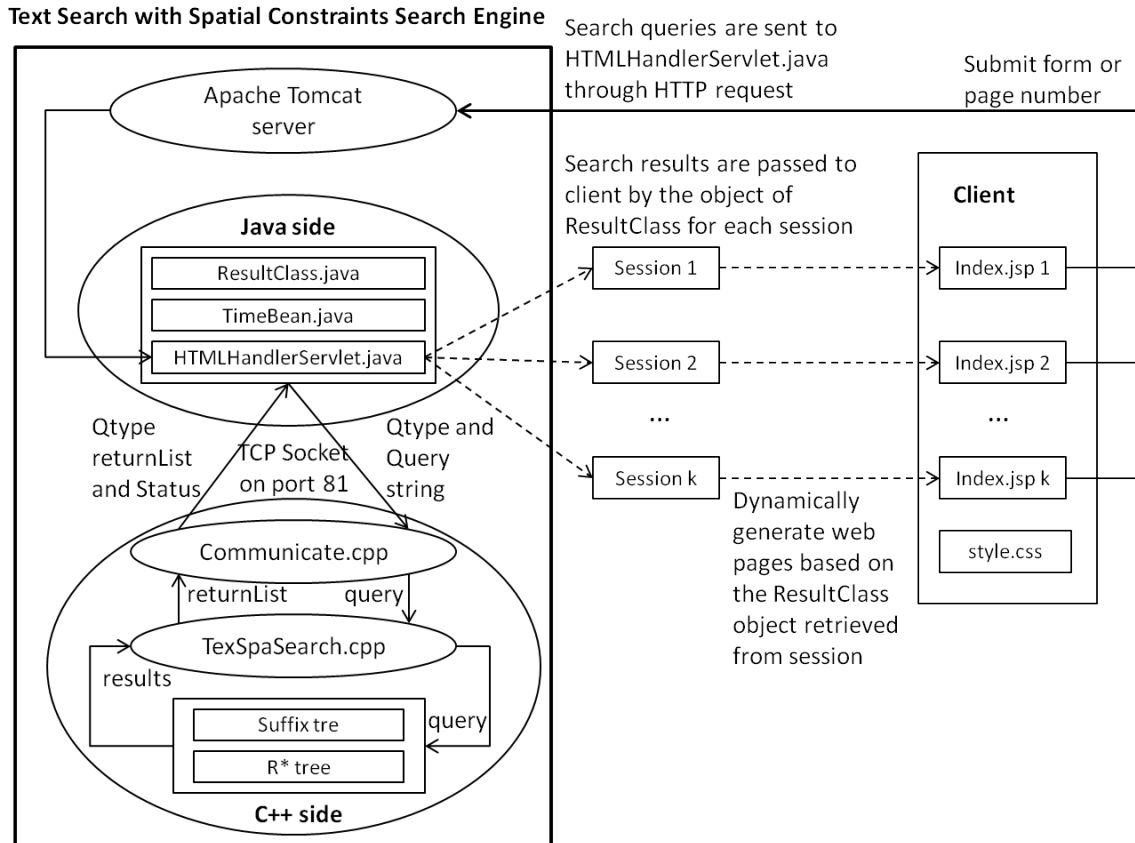 Text Search with Spatial Constraints Search Engine
Search queries are sent to
HTMLHandlerServlet.java
through HTTP request
Submit form or
page number
Apache Tomcat
server
Search results are passed to
client by the object of
ResultClass for each session
Client
Java side
ResultClass.java
TimeBean.java
HTMLHandlerServlet.java
Session 1
Index.jsp 1
Session 2
Index.jsp 2
...
...
Session k
Index.jsp k
Qtype
returnList
and Status
TCP Socket
on port 81
Qtype and
Query
string
Dynamically
generate web
pages based on
the ResultClass
object retrieved
from session
style.css
Communicate.cpp
returnList
query
TexSpaSearch.cpp
results
query
Suffix tre
R* tree
C++ side